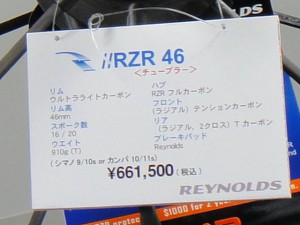 REYNOLDS
RZR 46
<チューブラー>
リム
ウルトラライトカーボン
リム高
46mm
スポーク数
16 / 20
ウエイト
910g (T)
ハブ
RZR フルカーボン
フロント
(ラジアル) テンションカーボン
リア
(ラジアル、2クロス) T カーボン
ブレーキパッド
Reynolds
(シマノ 9/10s or カンパ 10/11s)
¥661,500 (税込)
REYNOLDS
$1000 for 2 years